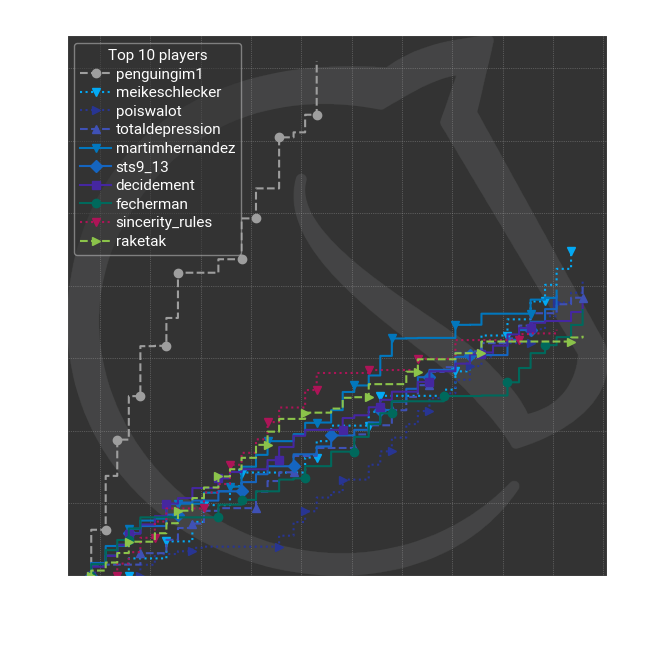 Top 10 players
penguingim1
meikeschlecker
poiswalot
totaldepression
martimhernandez
sts9_13
decidement
fecherman
sincerity_rules
raketak